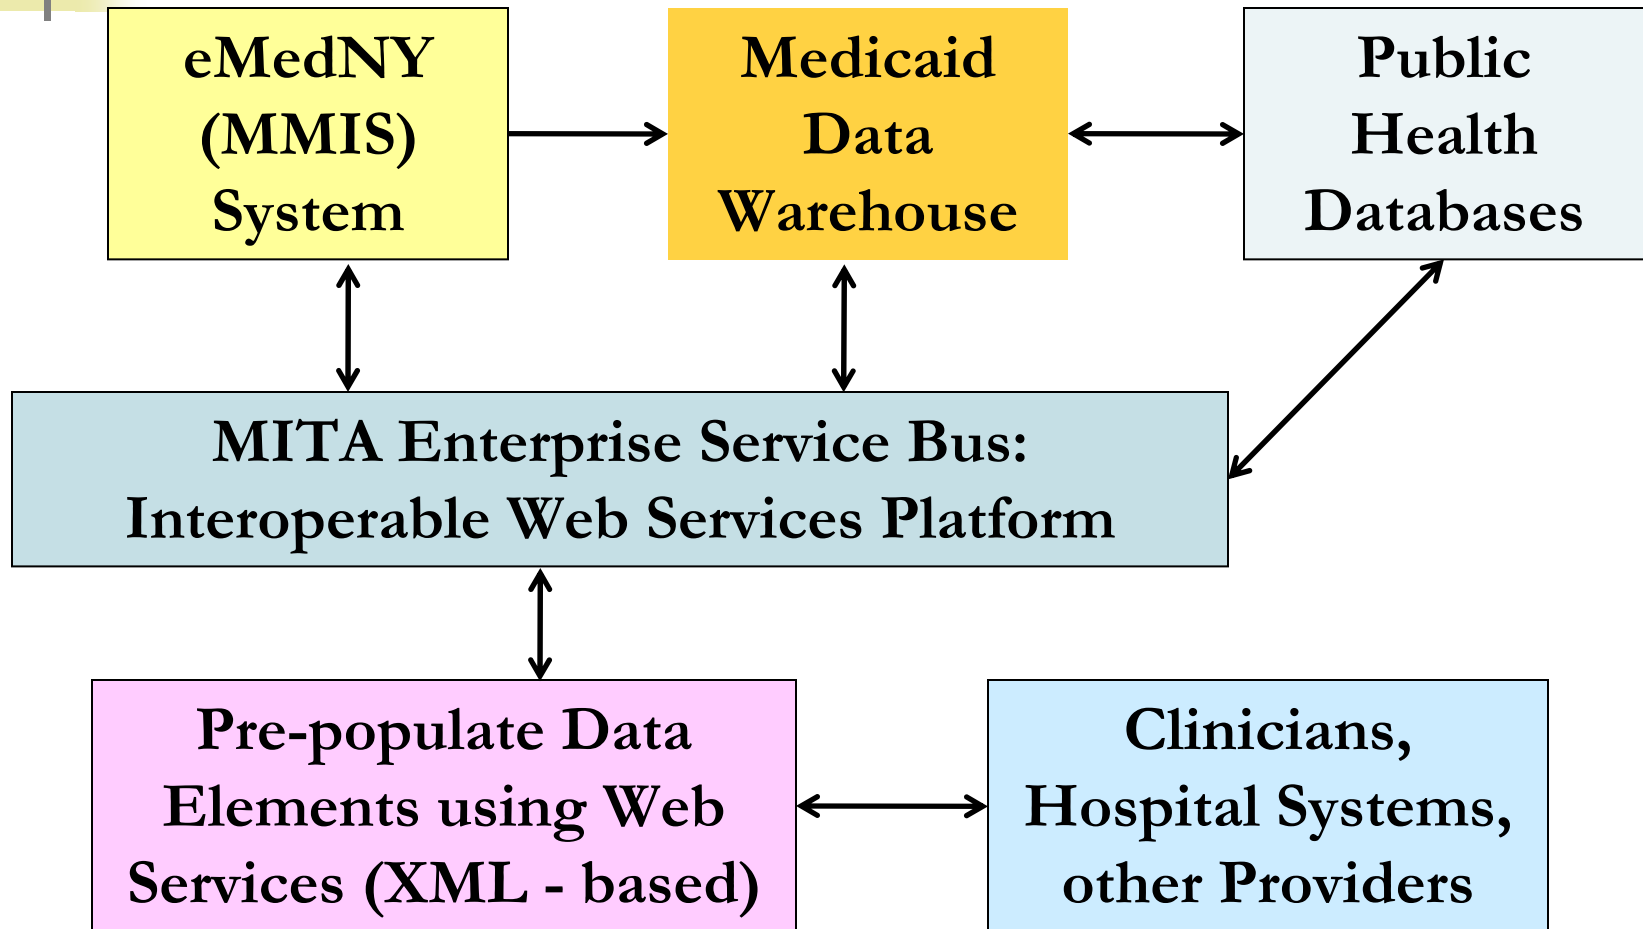 eMedNY
(MMIS)
System
Medicaid
Data
Warehouse
Public
Health
Databases
MITA Enterprise Service Bus:
Interoperable Web Services Platform
Pre-populate Data
Elements using Web
Services (XML - based)
Clinicians,
Hospital Systems,
other Providers